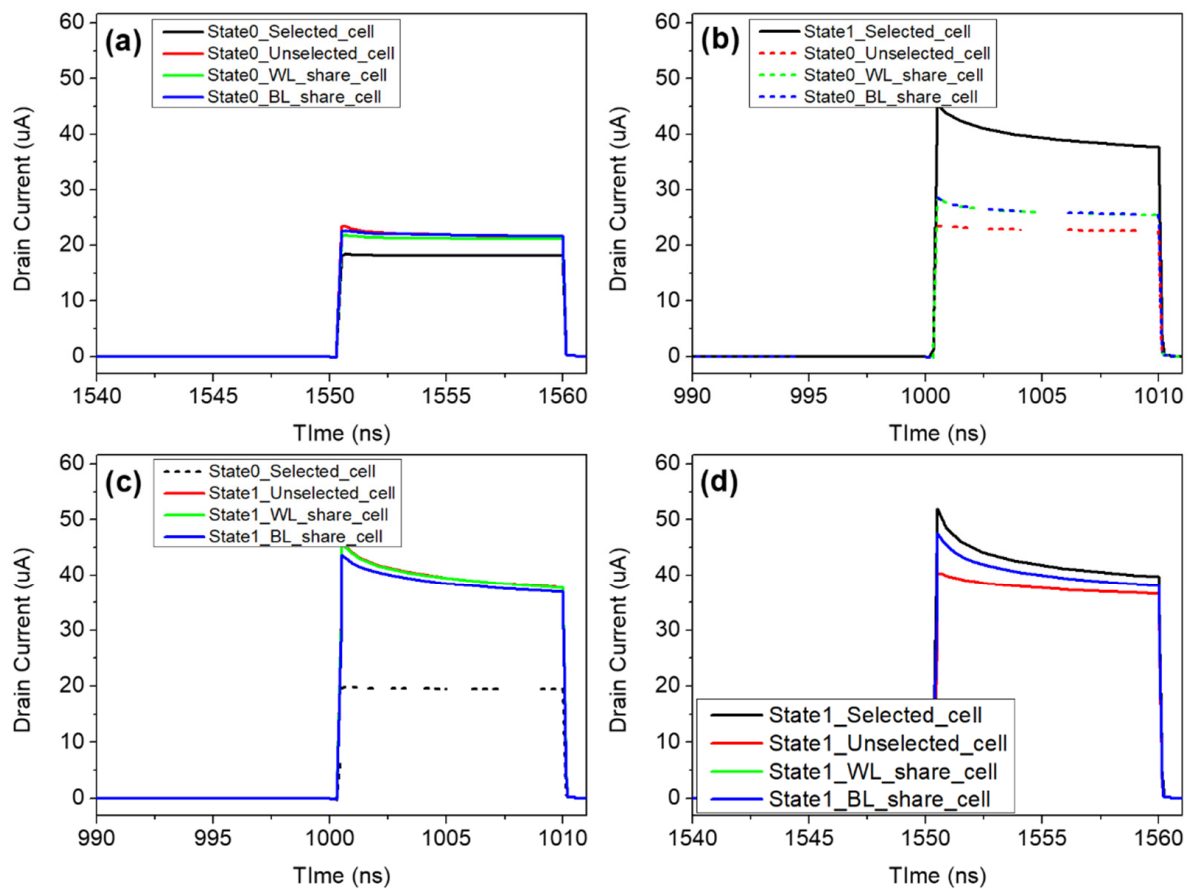 (a)
State0_Selected_cell
State0_Unselected_cell
State0_WL_share_cell
State0_BL_share_cell
60
50
40
30
20
10
0
Drain Current (uA)
1540 1545 1550 1555 1560
TIme (ns)
(b)
State1_Selected_cell
State0_Unselected_cell
State0_WL_share_cell
State0_BL_share_cell
60
50
40
30
20
10
0
Drain Current (uA)
990 995 1000 1005 1010
TIme (ns)
(c)
State0_Selected_cell
State1_Unselected_cell
State1_WL_share_cell
State1_BL_share_cell
60
50
40
30
20
10
0
Drain Current (uA)
990 995 1000 1005 1010
TIme (ns)
(d)
60
50
40
30
20
10
0
Drain Current (uA)
State1_Selected_cell
State1_Unselected_cell
State1_WL_share_cell
State1_BL_share_cell
1540 1545 1550 1555 1560
TIme (ns)